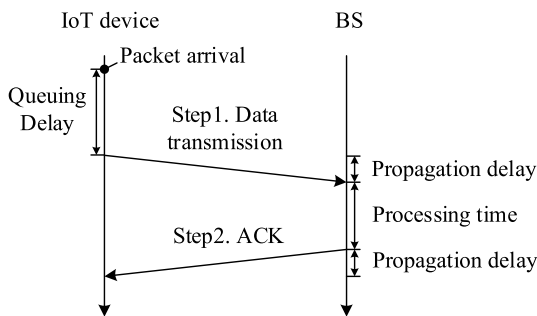 IoT device
BS
Packet arrival
Queuing
Delay
Step1. Data
transmission
Propagation delay
Processing time
Step2. ACK
Propagation delay